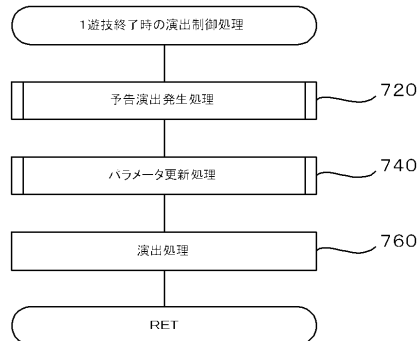 1遊技終了時の演出制御処理
予告演出発生処理
720
パラメータ更新処理
740
演出処理
760
RET